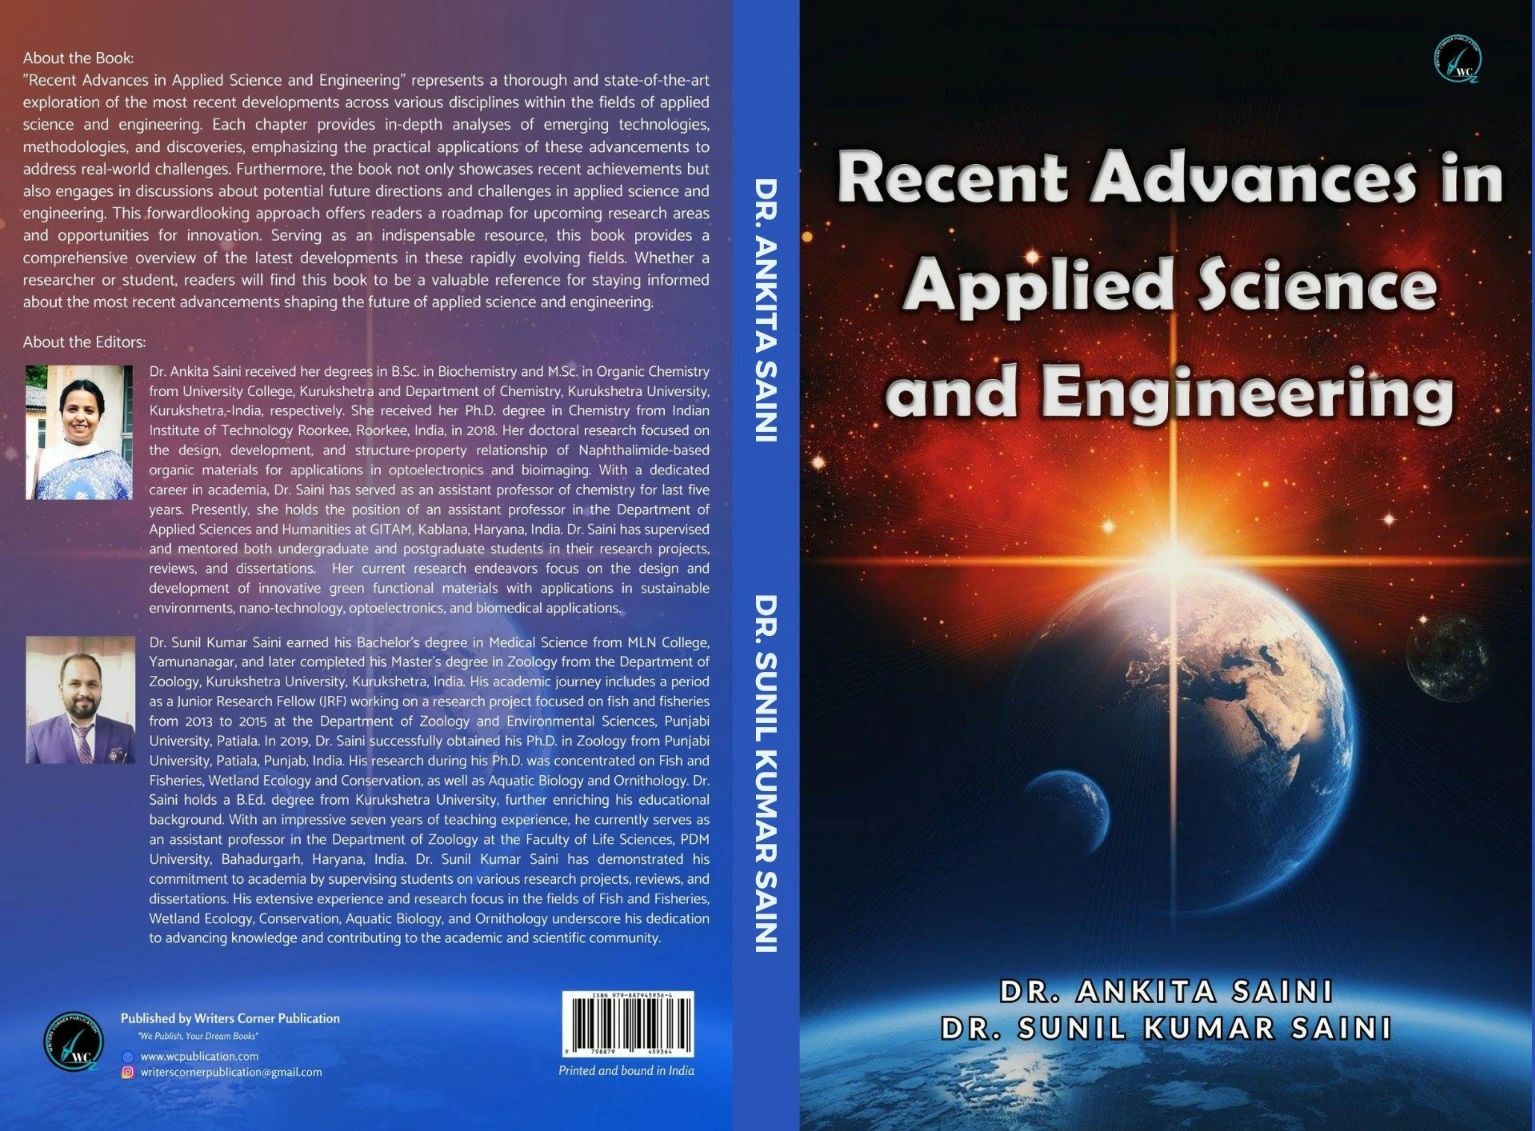 About the Book:
"Recent Advances in Applied Science and Engineering" represents a thorough and state-of-the-art
exploration of the most recent developments across various disciplines within the fields of applied
science and engineering. Each chapter provides in-depth analyses of emerging technologies,
methodologies, and discoveries, emphasizing the practical applications of these advancements to
address real-world challenges. Furthermore, the book not only showcases recent achievements but
also engages in discussions about potential future directions and challenges in applied science and
engineering. This forwardlooking approach offers readers a roadmap for upcoming research areas
and opportunities for innovation. Serving as an indispensable resource, this book provides a
comprehensive overview of the latest developments in these rapidly evolving fields. Whether a
researcher or student, readers will find this book to be a valuable reference for staying informed
about the most recent advancements shaping the future of applied science and engineering.
About the Editors:
Dr. Ankita Saini received her degrees in B.Sc. in Biochemistry and M.Sc. in Organic Chemistry
from University College, Kurukshetra and Department of Chemistry, Kurukshetra University,
Kurukshetra,-India, respectively. She received her Ph.D. degree in Chemistry from Indian
Institute of Technology Roorkee, Roorkee, India, in 2018. Her doctoral research focused on
the design, development, and structure-property relationship of Naphthalimide-based
organic materials for applications in optoelectronics and bioimaging. With a dedicated
career in academia, Dr. Saini has served as an assistant professor of chemistry for last five
years. Presently, she holds the position of an assistant professor in the Department of
Applied Sciences and Humanities at GITAM, Kablana, Haryana, India. Dr. Saini has supervised
and mentored both undergraduate and postgraduate students in their research projects,
reviews, and dissertations. Her current research endeavors focus on the design and
development of innovative green functional materials with applications in sustainable
environments, nano-technology, optoelectronics, and biomedical applications.
Dr. Sunil Kumar Saini earned his Bachelor's degree in Medical Science from MLN College,
Yamunanagar, and later completed his Master's degree in Zoology from the Department of
Zoology, Kurukshetra University, Kurukshetra, India. His academic journey includes a period
as a Junior Research Fellow (JRF) working on a research project focused on fish and fisheries
from 2013 to 2015 at the Department of Zoology and Environmental Sciences, Punjabi
University, Patiala. In 2019, Dr. Saini successfully obtained his Ph.D. in Zoology from Punjabi
University, Patiala, Punjab, India. His research during his Ph.D. was concentrated on Fish and
Fisheries, Wetland Ecology and Conservation, as well as Aquatic Biology and Ornithology. Dr.
Saini holds a B.Ed. degree from Kurukshetra University, further enriching his educational
background. With an impressive seven years of teaching experience, he currently serves as
an assistant professor in the Department of Zoology at the Faculty of Life Sciences, PDM
University, Bahadurgarh, Haryana, India. Dr. Sunil Kumar Saini has demonstrated his
commitment to academia by supervising students on various research projects, reviews, and
dissertations. His extensive experience and research focus in the fields of Fish and Fisheries,
Wetland Ecology, Conservation, Aquatic Biology, and Ornithology underscore his dedication
to advancing knowledge and contributing to the academic and scientific community.
WRITERS CORNER PUBLICATION
WC
Published by Writers Corner Publication
"We Publish, Your Dream Books"
www.wcpublication.com
writerscornerpublication@gmail.com
ISBN 979-887945936-4
9 798879 459364
Printed and bound in India
DR. ANKITA SAINI
DR. SUNIL KUMAR SAINI
WRITERS CORNER PUBLICATION
WC
Recent Advances in
Applied Science
and Engineering
DR. ANKITA SAINI
DR. SUNIL KUMAR SAINI